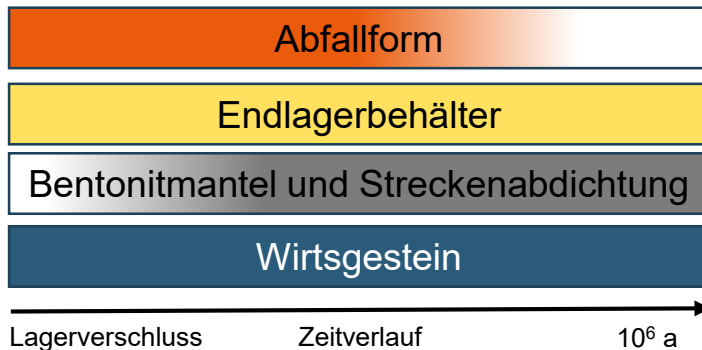 Abfallform
Endlagerbehälter
Bentonitmantel und Streckenabdichtung
Wirtsgestein
Lagerverschluss Zeitverlauf 10⁶ a